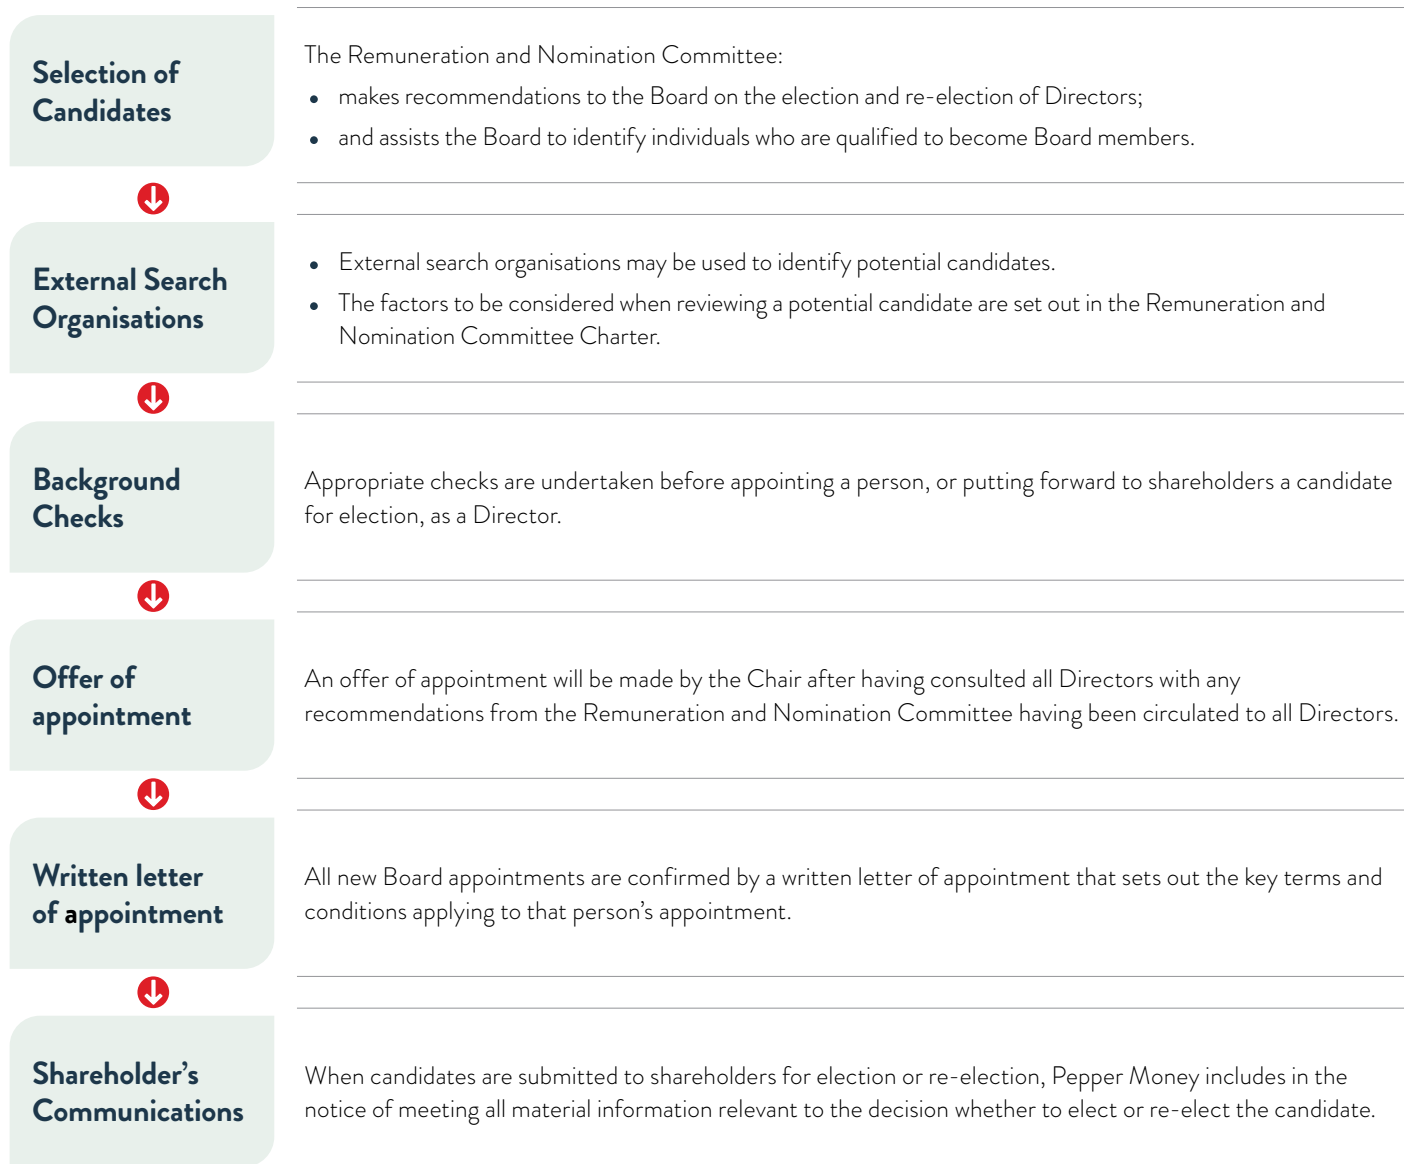 Selection of
Candidates
The Remuneration and Nomination Committee:
• makes recommendations to the Board on the election and re-election of Directors;
• and assists the Board to identify individuals who are qualified to become Board members.
External Search
Organisations
• External search organisations may be used to identify potential candidates.
• The factors to be considered when reviewing a potential candidate are set out in the Remuneration and
Nomination Committee Charter.
Background
Checks
Appropriate checks are undertaken before appointing a person, or putting forward to shareholders a candidate
for election, as a Director.
Offer of
appointment
An offer of appointment will be made by the Chair after having consulted all Directors with any
recommendations from the Remuneration and Nomination Committee having been circulated to all Directors.
Written letter
of appointment
All new Board appointments are confirmed by a written letter of appointment that sets out the key terms and
conditions applying to that person's appointment.
Shareholder's
Communications
When candidates are submitted to shareholders for election or re-election, Pepper Money includes in the
notice of meeting all material information relevant to the decision whether to elect or re-elect the candidate.